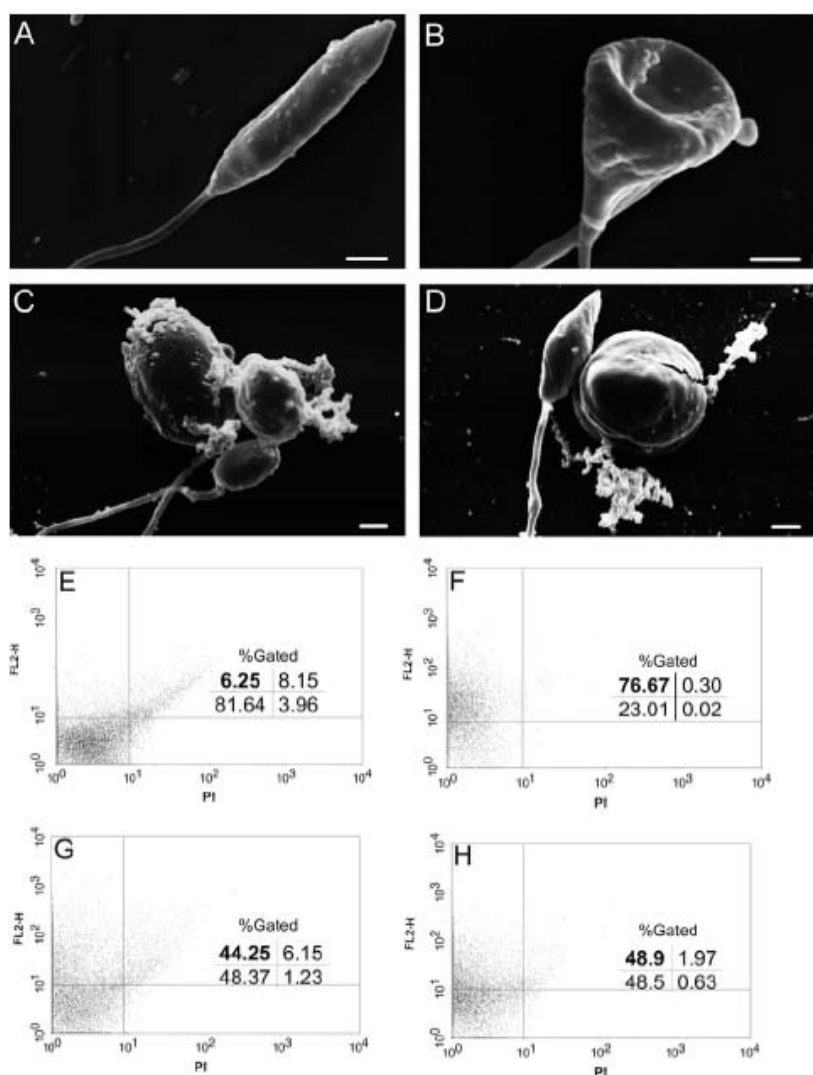 A
B
C
D
E
FL2-H
10⁴
10³
10²
10¹
10⁰
%Gated
6.25 8.15
81.64 3.96
10⁰ 10¹ 10² 10³ 10⁴
PI
F
FL2-H
10⁴
10³
10²
10¹
10⁰
%Gated
76.67 0.30
23.01 0.02
10⁰ 10¹ 10² 10³ 10⁴
PI
G
FL2-H
10⁴
10³
10²
10¹
10⁰
%Gated
44.25 6.15
48.37 1.23
10⁰ 10¹ 10² 10³ 10⁴
PI
H
FL2-H
10⁴
10³
10²
10¹
10⁰
%Gated
48.9 1.97
48.5 0.63
10⁰ 10¹ 10² 10³ 10⁴
PI